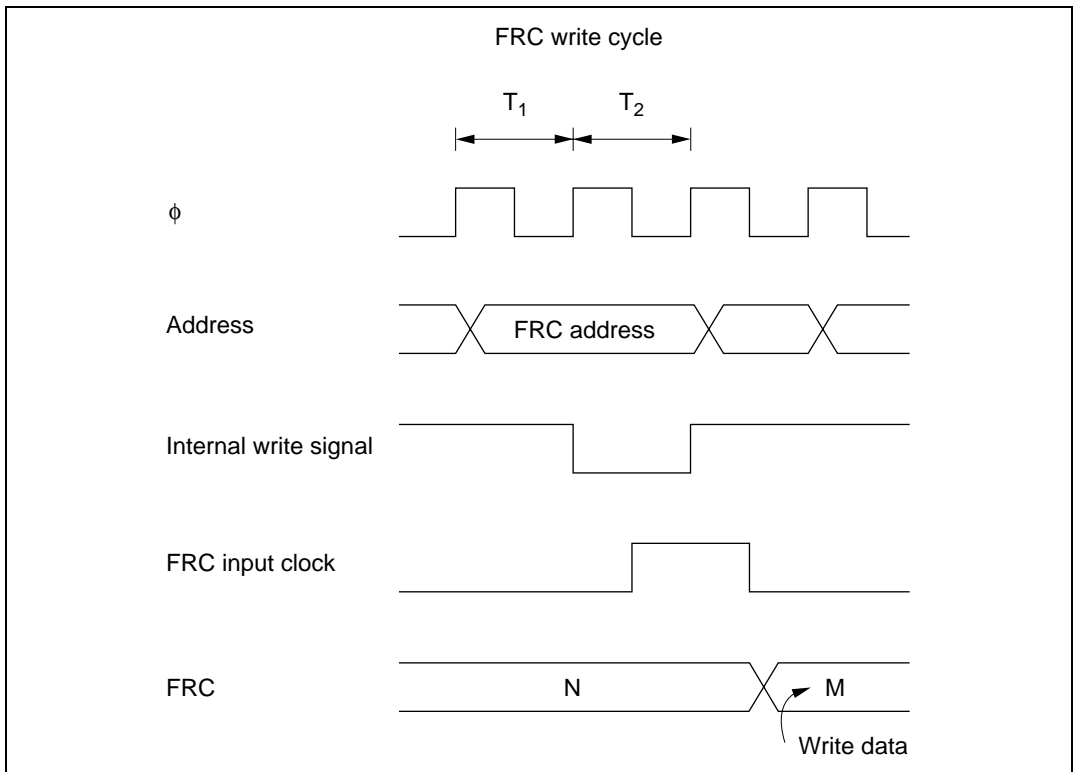 FRC write cycle
T1 T2
ϕ
Address
FRC address
Internal write signal
FRC input clock
FRC
N
M
Write data